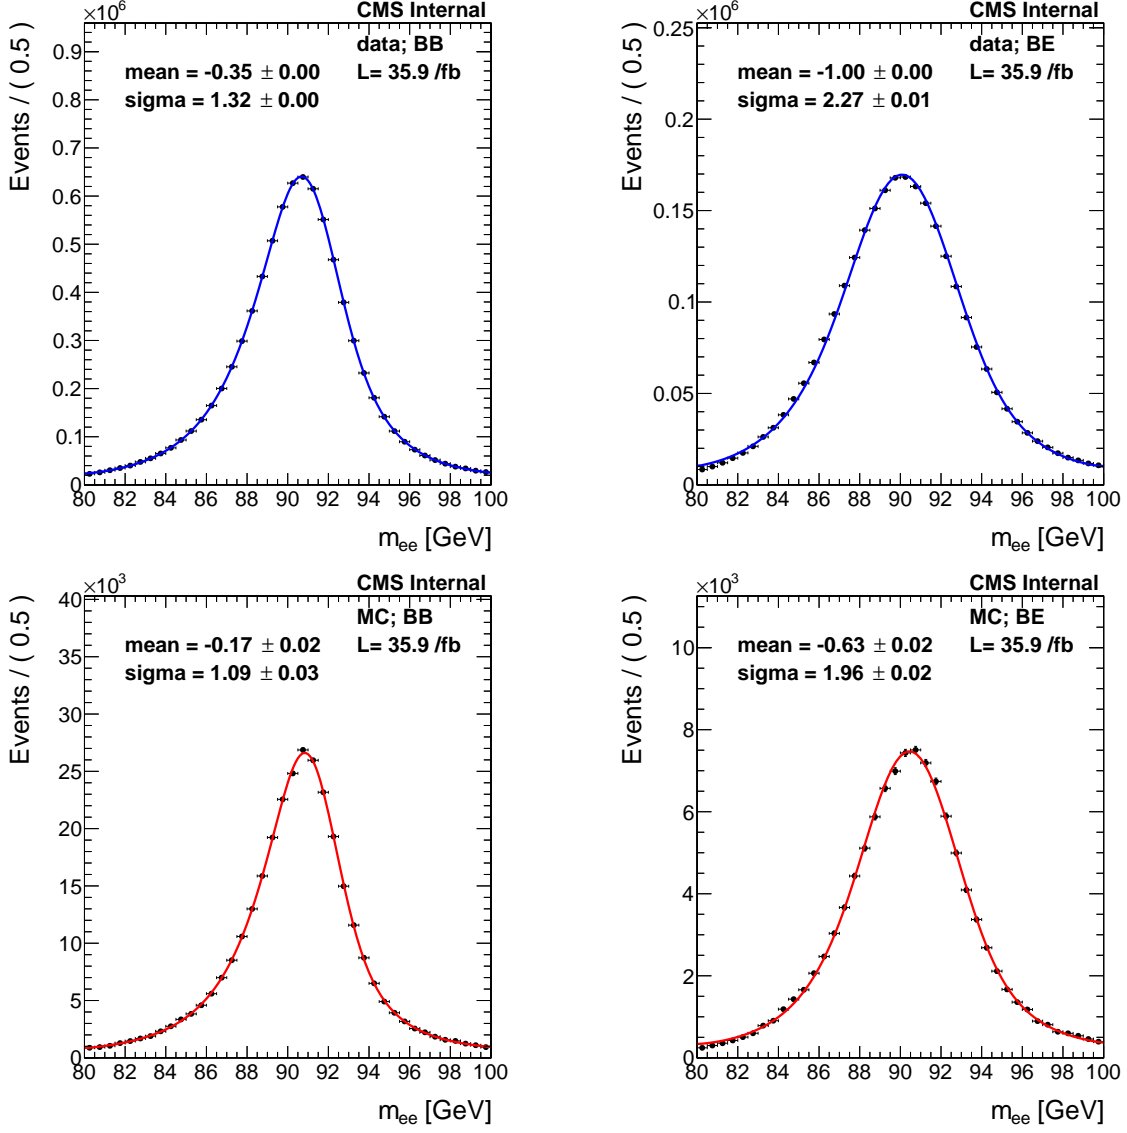 ×10⁶
CMS Internal
data; BB
mean = -0.35 ± 0.00
L= 35.9 /fb
sigma = 1.32 ± 0.00
Events / ( 0.5 )
0.9
0.8
0.7
0.6
0.5
0.4
0.3
0.2
0.1
0
80 82 84 86 88 90 92 94 96 98 100
m_ee [GeV]
×10⁶
CMS Internal
data; BE
mean = -1.00 ± 0.00
L= 35.9 /fb
sigma = 2.27 ± 0.01
Events / ( 0.5 )
0.25
0.2
0.15
0.1
0.05
0
80 82 84 86 88 90 92 94 96 98 100
m_ee [GeV]
×10³
CMS Internal
MC; BB
mean = -0.17 ± 0.02
L= 35.9 /fb
sigma = 1.09 ± 0.03
Events / ( 0.5 )
40
35
30
25
20
15
10
5
0
80 82 84 86 88 90 92 94 96 98 100
m_ee [GeV]
×10³
CMS Internal
MC; BE
mean = -0.63 ± 0.02
L= 35.9 /fb
sigma = 1.96 ± 0.02
Events / ( 0.5 )
10
8
6
4
2
0
80 82 84 86 88 90 92 94 96 98 100
m_ee [GeV]